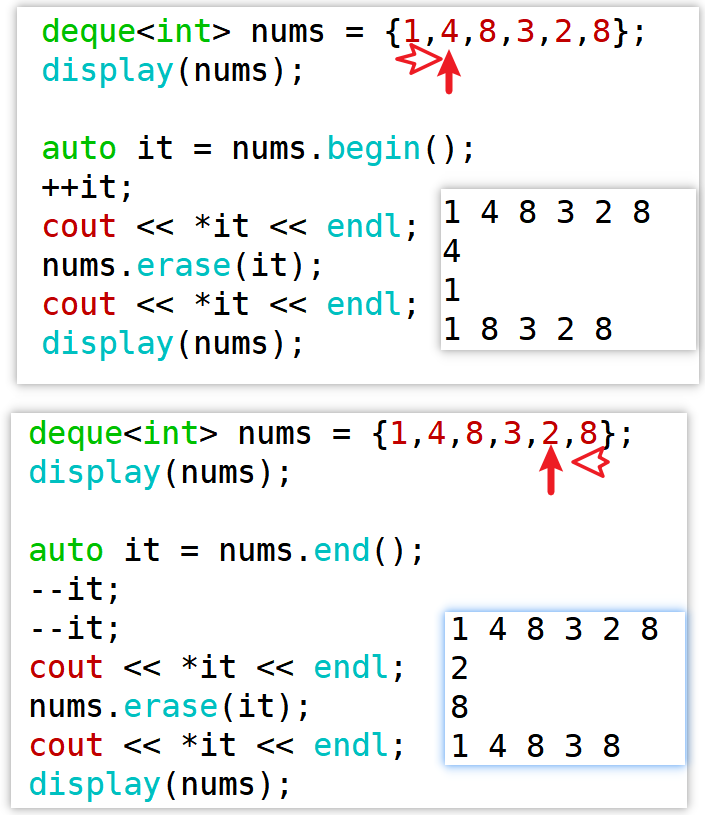 deque<int> nums = {1,4,8,3,2,8};
display(nums);
auto it = nums.begin();
++it;
cout << *it << endl;
nums.erase(it);
cout << *it << endl;
display(nums);
1 4 8 3 2 8
4
1
1 8 3 2 8
deque<int> nums = {1,4,8,3,2,8};
display(nums);
auto it = nums.end();
--it;
--it;
cout << *it << endl;
nums.erase(it);
cout << *it << endl;
display(nums);
1 4 8 3 2 8
2
8
1 4 8 3 8